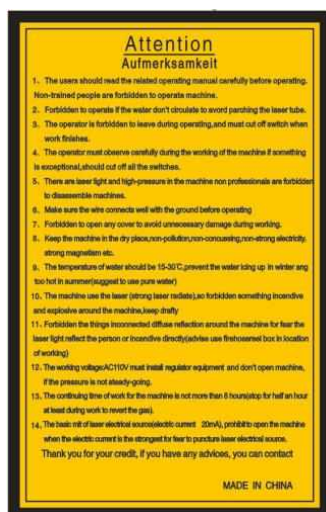 Attention
Aufmerksamkeit
1、The users should read the related operating manual carefully before operating.
Non-trained people are forbidden to operate machine.
2、Forbidden to operate if the water don't circulate to avoid parching the laser tube.
3、The operator is forbidden to leave during operating,and must cut off switch when
work finishes.
4、The operator must observe carefully during the working of the machine if something
is exceptional,should cut off all the switches.
5、There are laser light and high-pressure in the machine non professionals are forbidden
to disassemble machines.
6、Make sure the wire connects well with the ground before operating
7、Forbidden to open any cover to avoid unnecessary damage during working.
8、Keep the machine in the dry place,non-pollution,non-concussing,non-strong electricity.
strong magnetism etc.
9、The temperature of water should be 15-30℃,prevent the water icing up in winter ang
too hot in summer(suggest to use pure water)
10、The machine use the laser (strong laser radiate),so forbidden something incendive
and explosive around the machine,keep drafty
11、Forbidden the things inconnected diffuse reflection around the machine for fear the
laser light reflect the person or incendive directly(advise use firehosereel box in location
of working)
12、The working voltage:AC110V must install regulator equipment and don't open machine,
if the pressure is not steady-going.
13、The continuing time of work for the machine is not more than 6 hours(stop for half an hour
at least during work to revert the gas).
14、The basic mit of laser electrical source(electric current 20mA), prohibit to open the machine
when the electric current is the strongest for fear to puncture laser electrical source.
Thank you for your credit, if you have any advices, you can contact
MADE IN CHINA